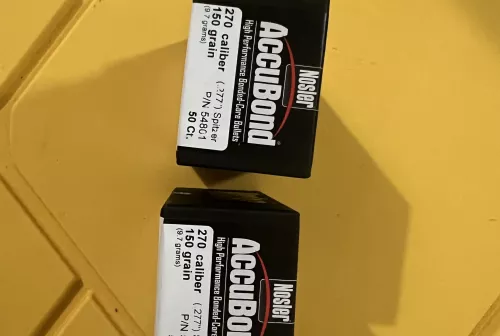 Nosler
AccuBond
High Performance Bonded-Core Bullets
270 caliber (.277") Spitzer
150 grain P/N 54801
(9.7 grams) 50 Ct.
Nosler
AccuBond
High Performance Bonded-Core
270 caliber (.277")
150 grain P/N
(9.7 grams)